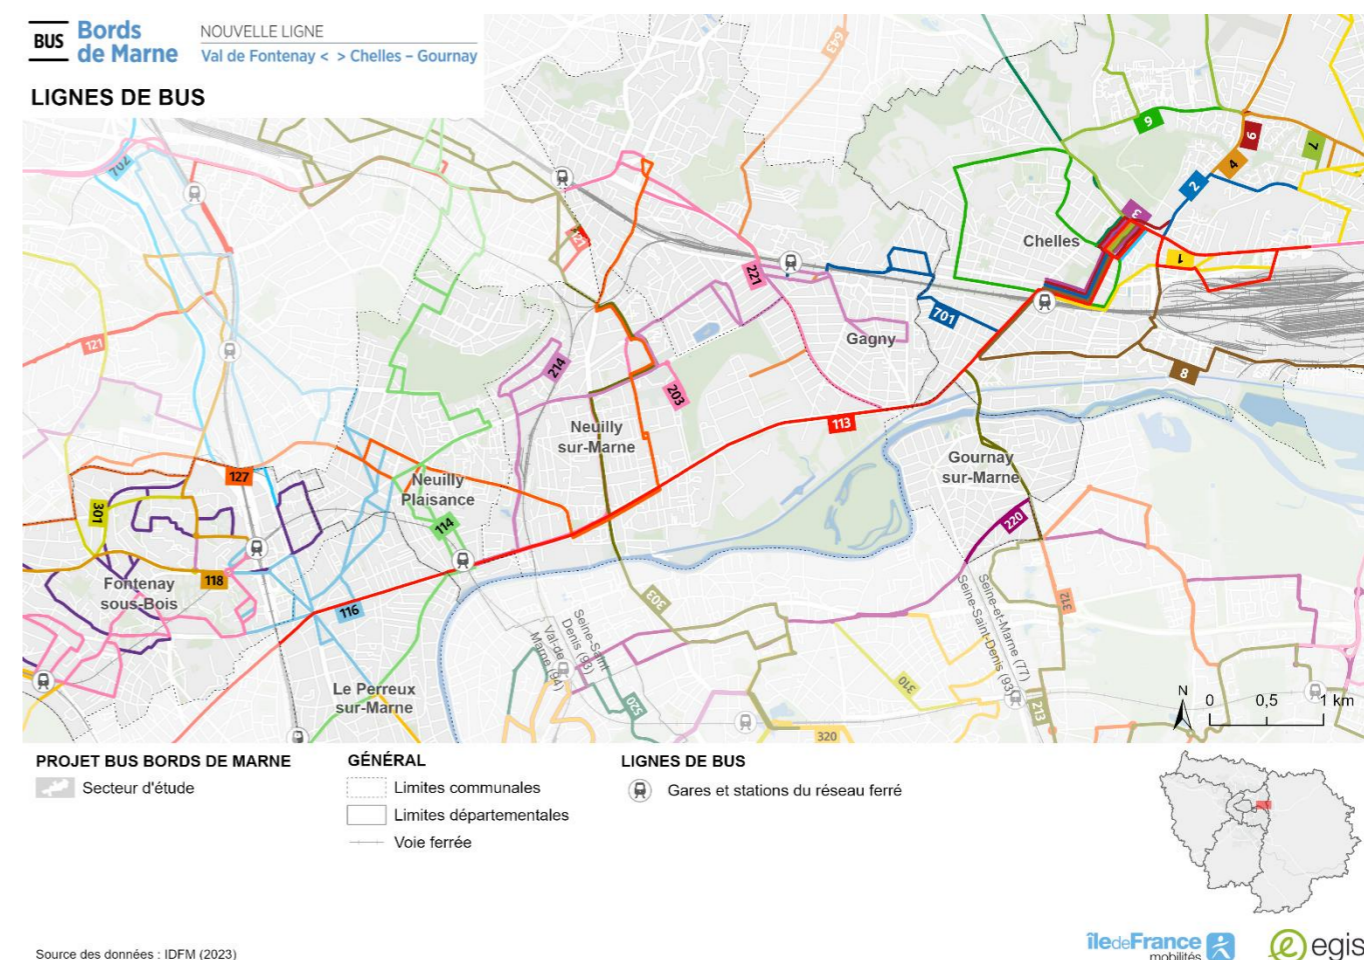 BUS
Bords
de Marne
NOUVELLE LIGNE
Val de Fontenay < > Chelles – Gournay
LIGNES DE BUS
643
702
9
6
7
4
2
3
Chelles
1
121
221
701
Gagny
121
8
214
203
113
Neuilly
sur-Marne
127
Neuilly
Plaisance
Gournay
sur-Marne
301
114
220
118
Fontenay
sous-Bois
116
303
312
Seine-Saint
Denis (93)
Val-de
Marne (94)
Seine-et-Marne (77)
Seine-Saint-Denis (93)
Le Perreux
sur-Marne
520
310
213
320
N
0 0,5 1 km
PROJET BUS BORDS DE MARNE
Secteur d'étude
GÉNÉRAL
Limites communales
Limites départementales
Voie ferrée
LIGNES DE BUS
Gares et stations du réseau ferré
Source des données : IDFM (2023)
îledeFrance
mobilités
egis